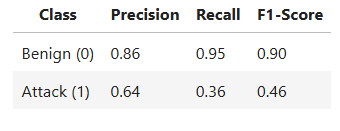 Class Precision Recall F1-Score
Benign (0) 0.86 0.95 0.90
Attack (1) 0.64 0.36 0.46